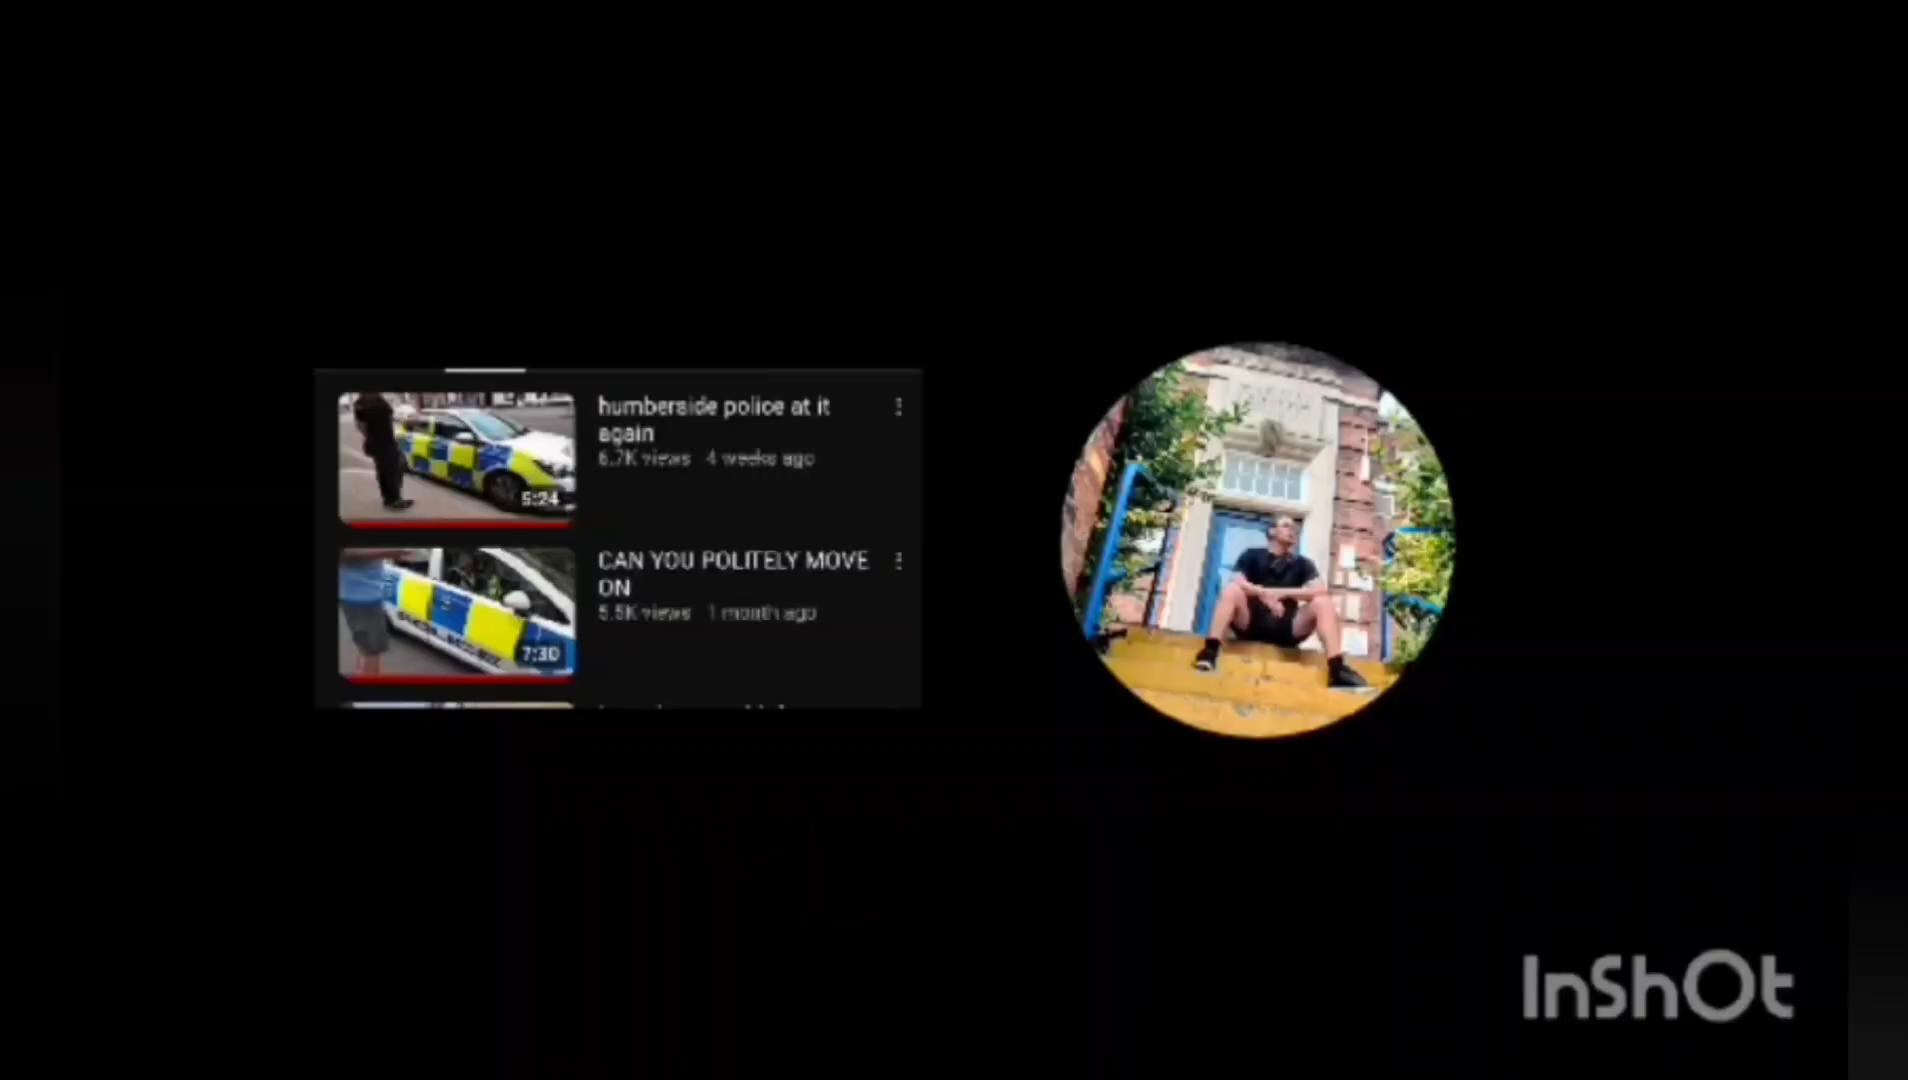 humberside police at it
again
6.7K views 4 weeks ago
5:24
CAN YOU POLITELY MOVE
ON
5.5K views 1 month ago
7:30
InShOt